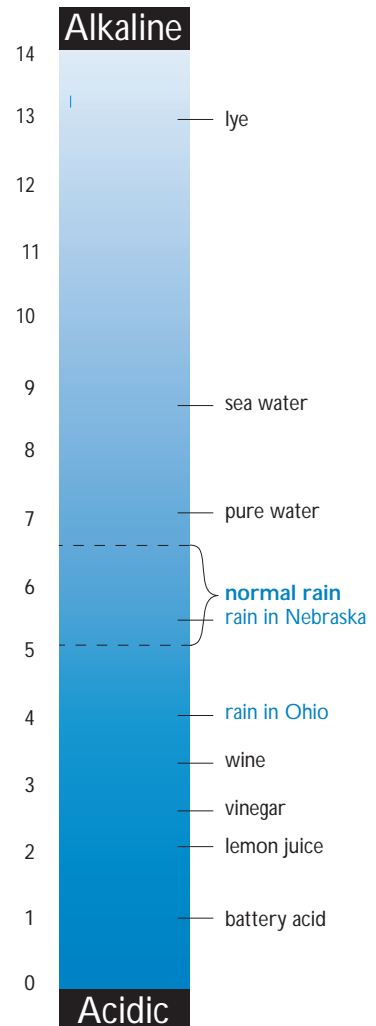 Alkaline
14
13
lye
12
11
10
9
sea water
8
7
pure water
6
normal rain
rain in Nebraska
5
4
rain in Ohio
wine
3
vinegar
2
lemon juice
1
battery acid
0
Acidic